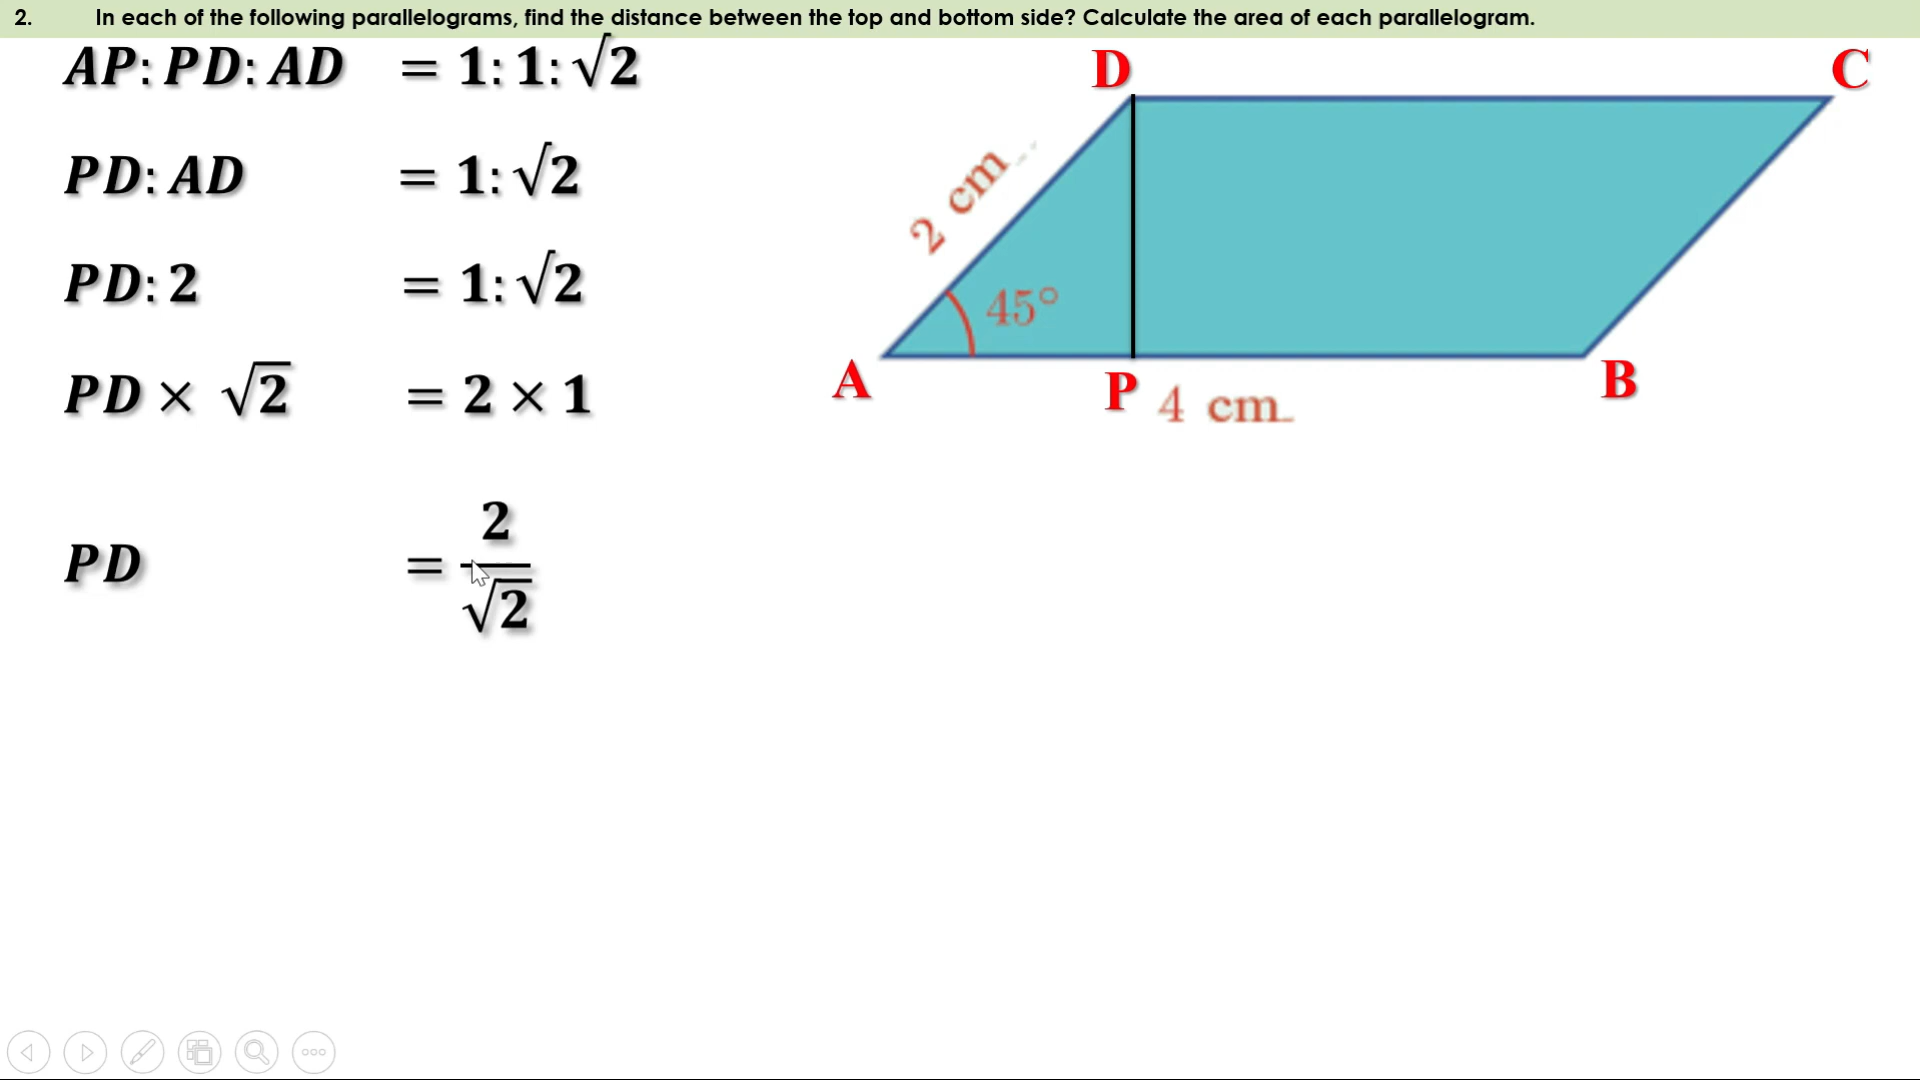 2. In each of the following parallelograms, find the distance between the top and bottom side? Calculate the area of each parallelogram.
AP: PD: AD = 1: 1: √2
PD: AD = 1: √2
PD: 2 = 1: √2
PD × √2 = 2 × 1
PD = 2/√2
D
C
2 cm
45°
A
P
4 cm
B